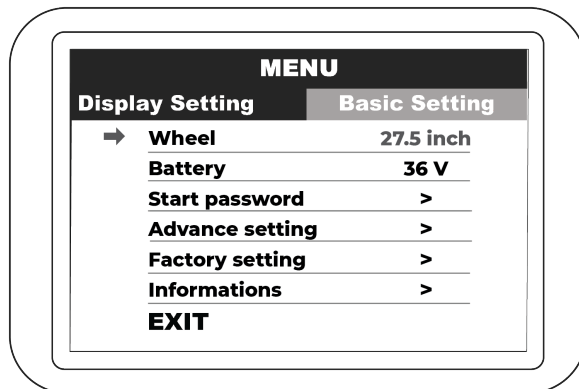 MENU
Display Setting Basic Setting
Wheel 27.5 inch
Battery 36 V
Start password >
Advance setting >
Factory setting >
Informations >
EXIT